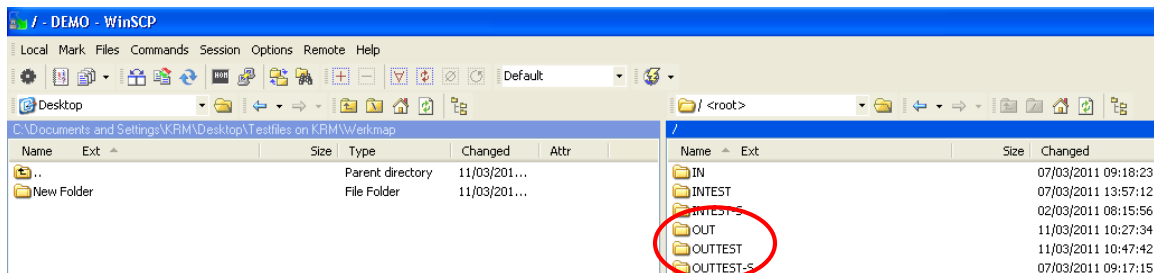 / - DEMO - WinSCP
Local Mark Files Commands Session Options Remote Help
Default
Desktop
/ <root>
C:\Documents and Settings\KRM\Desktop\Testfiles on KRM\Werkmap
/
Name Ext Size Type Changed Attr
Name Ext Size Changed
.. Parent directory 11/03/201...
New Folder File Folder 11/03/201...
IN 07/03/2011 09:18:23
INTEST 07/03/2011 13:57:12
INTEST-S 02/03/2011 08:15:56
OUT 11/03/2011 10:27:34
OUTTEST 11/03/2011 10:47:42
OUTTEST-S 07/03/2011 09:17:15